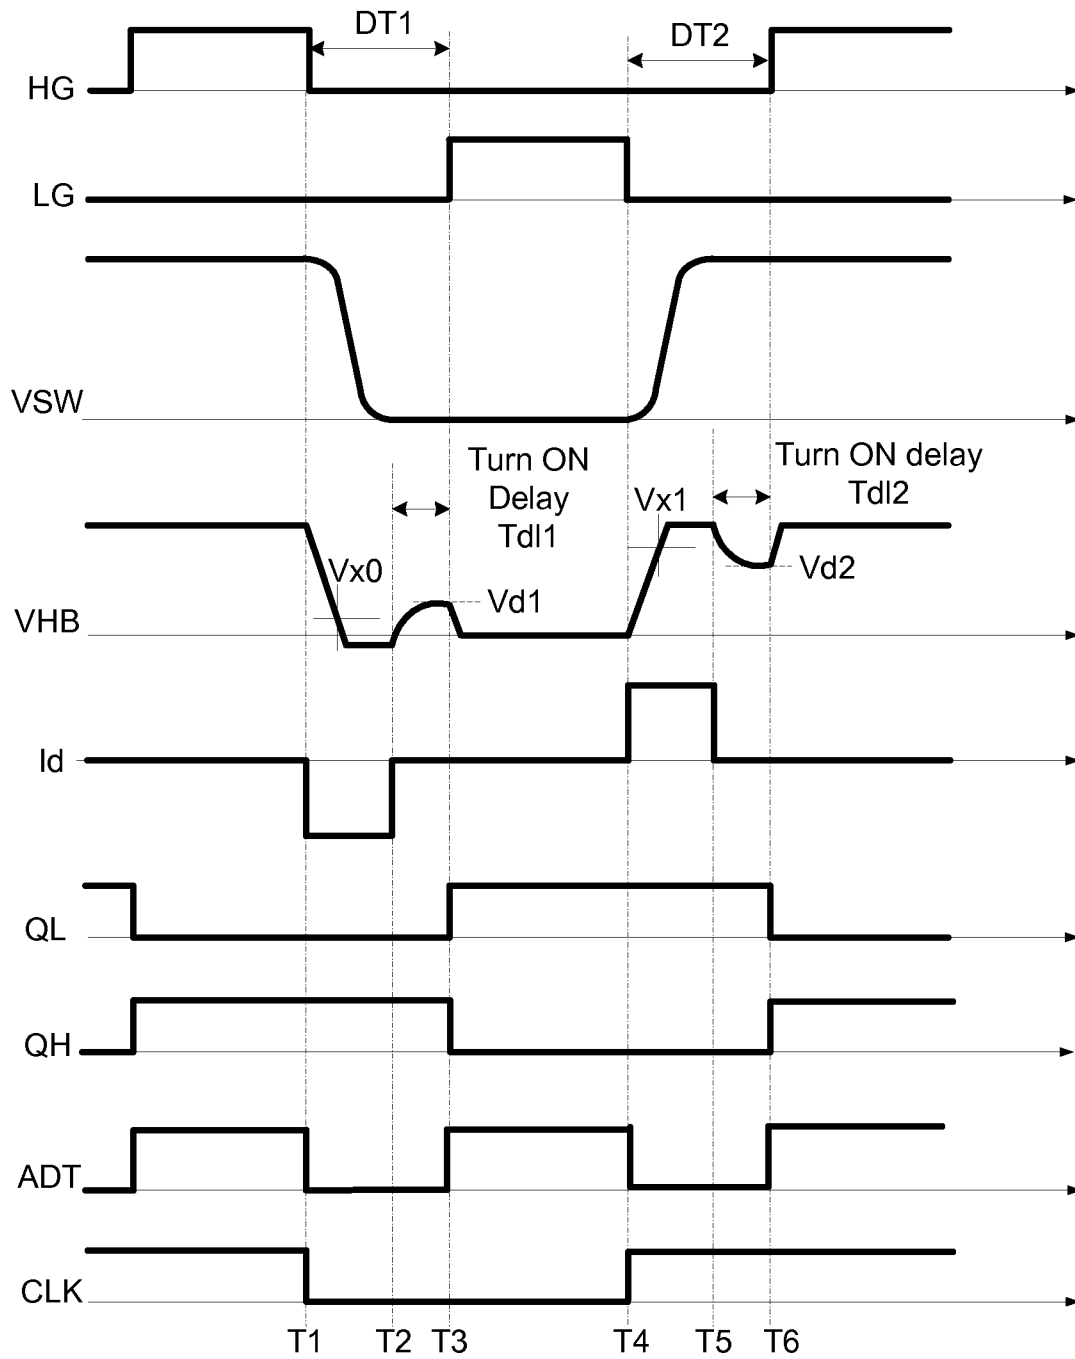 DT1
DT2
HG
LG
VSW
Turn ON
Delay
Tdl1
Turn ON delay
Tdl2
Vx1
Vx0
Vd2
Vd1
VHB
Id
QL
QH
ADT
CLK
T1 T2 T3 T4 T5 T6